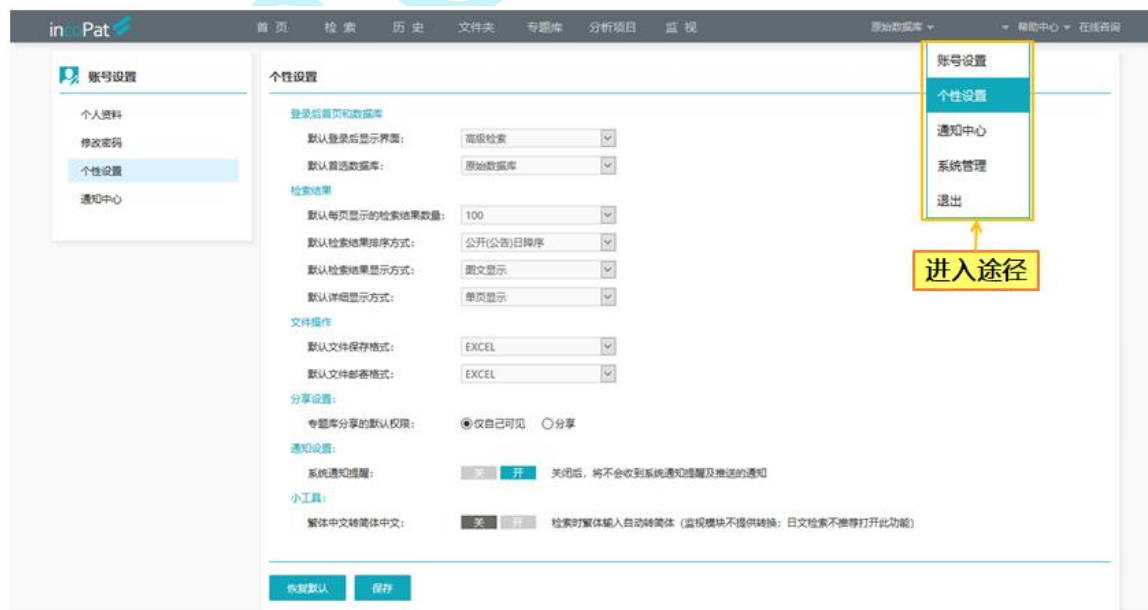 incoPat 首页 检索 历史 文件夹 专题库 分析项目 监视 原始数据库 帮助中心 在线咨询
账号设置
个人资料
修改密码
个性设置
通知中心
个性设置
登录后首页和数据库
默认登录后显示界面： 高级检索
默认首选数据库： 原始数据库
检索结果
默认每页显示的检索结果数量： 100
默认检索结果排序方式： 公开(公告)日降序
默认检索结果显示方式： 图文显示
默认详细显示方式： 单页显示
文件操作
默认文件保存格式： EXCEL
默认文件邮寄格式： EXCEL
分享设置：
专题库分享的默认权限： 仅自己可见 分享
通知设置：
系统通知提醒： 关 开 关闭后，将不会收到系统通知提醒及推送的通知
小工具：
繁体中文转简体中文： 关 开 检索时繁体输入自动转简体（监视模块不提供转换；日文检索不推荐打开此功能）
恢复默认 保存
账号设置
个性设置
通知中心
系统管理
退出
进入途径